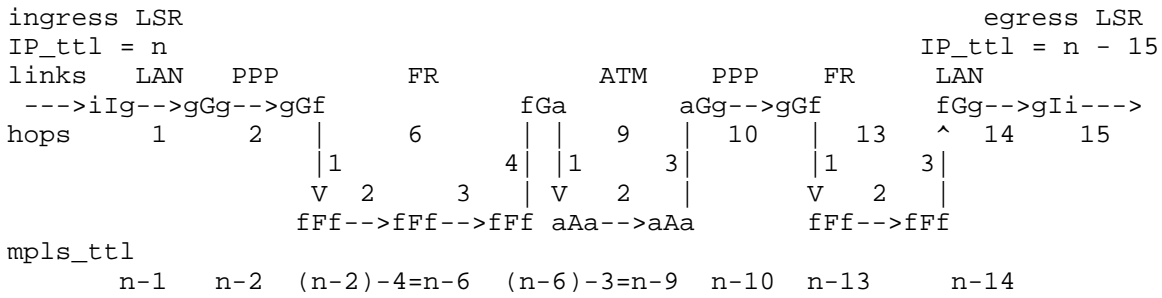 ingress LSR                                             egress LSR
IP_ttl = n                                          IP_ttl = n - 15
links    LAN   PPP        FR          ATM    PPP    FR     LAN
 --->iIg-->gGg-->gGf            fGa       aGg-->gGf       fGg-->gIi--->
hops     1     2   |     6      | |   9   |  10   |  13   ^  14    15
                   |1          4| |1     3|       |1     3|
                   V  2     3   | V   2   |       V   2   |
                  fFf-->fFf-->fFf aAa-->aAa       fFf-->fFf
mpls_ttl
       n-1   n-2  (n-2)-4=n-6  (n-6)-3=n-9  n-10  n-13     n-14